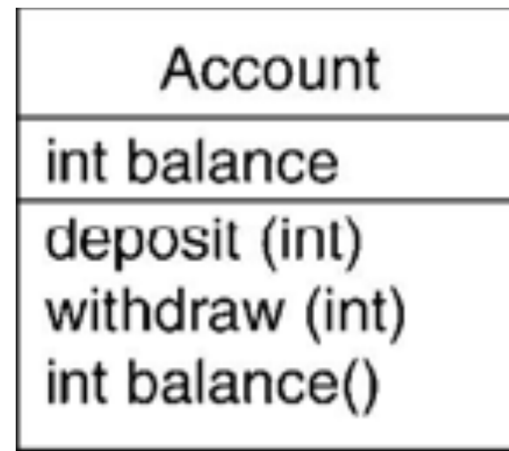 Account
int balance
deposit (int)
withdraw (int)
int balance()